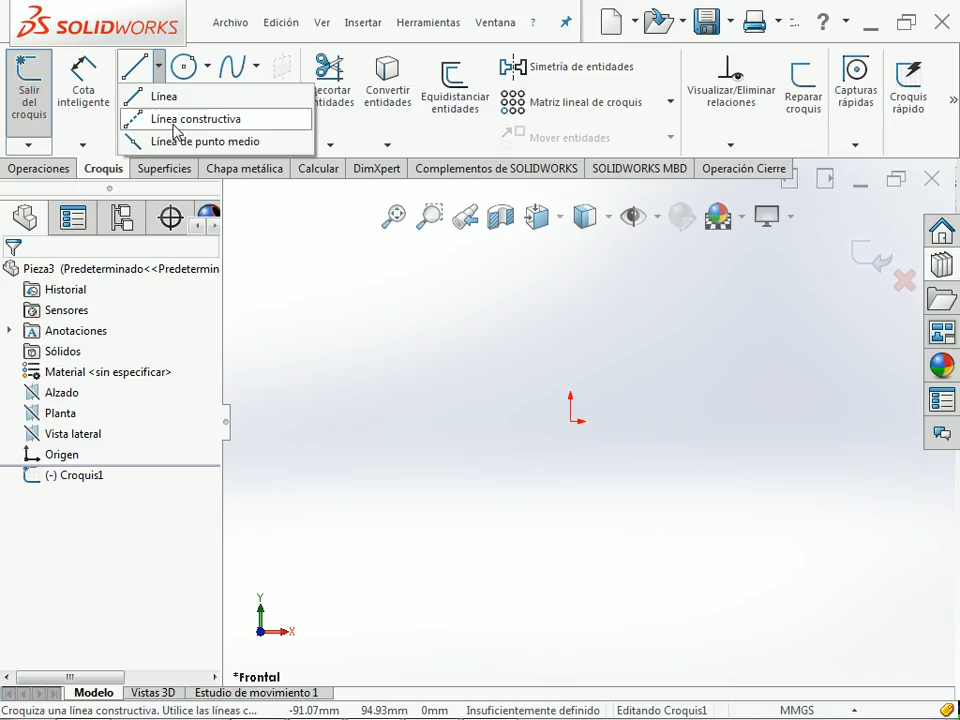 SOLIDWORKS
Archivo
Edición
Ver
Insertar
Herramientas
Ventana
?
...
?
Salir
del
croquis
Cota
inteligente
Línea
Línea constructiva
Línea de punto medio
Recortar
entidades
Convertir
entidades
Equidistanciar
entidades
Simetría de entidades
Matriz lineal de croquis
Mover entidades
Visualizar/Eliminar
relaciones
Reparar
croquis
Capturas
rápidas
Croquis
rápido
»
Operaciones
Croquis
Superficies
Chapa metálica
Calcular
DimXpert
Complementos de SOLIDWORKS
SOLIDWORKS MBD
Operación Cierre
Pieza3 (Predeterminado<<Predetermin
Historial
Sensores
Anotaciones
Sólidos
Material <sin especificar>
Alzado
Planta
Vista lateral
Origen
(-) Croquis1
Y
X
*Frontal
Modelo
Vistas 3D
Estudio de movimiento 1
Croquiza una línea constructiva. Utilice las líneas c...
-91.07mm
94.93mm
0mm
Insuficientemente definido
Editando Croquis1
MMGS